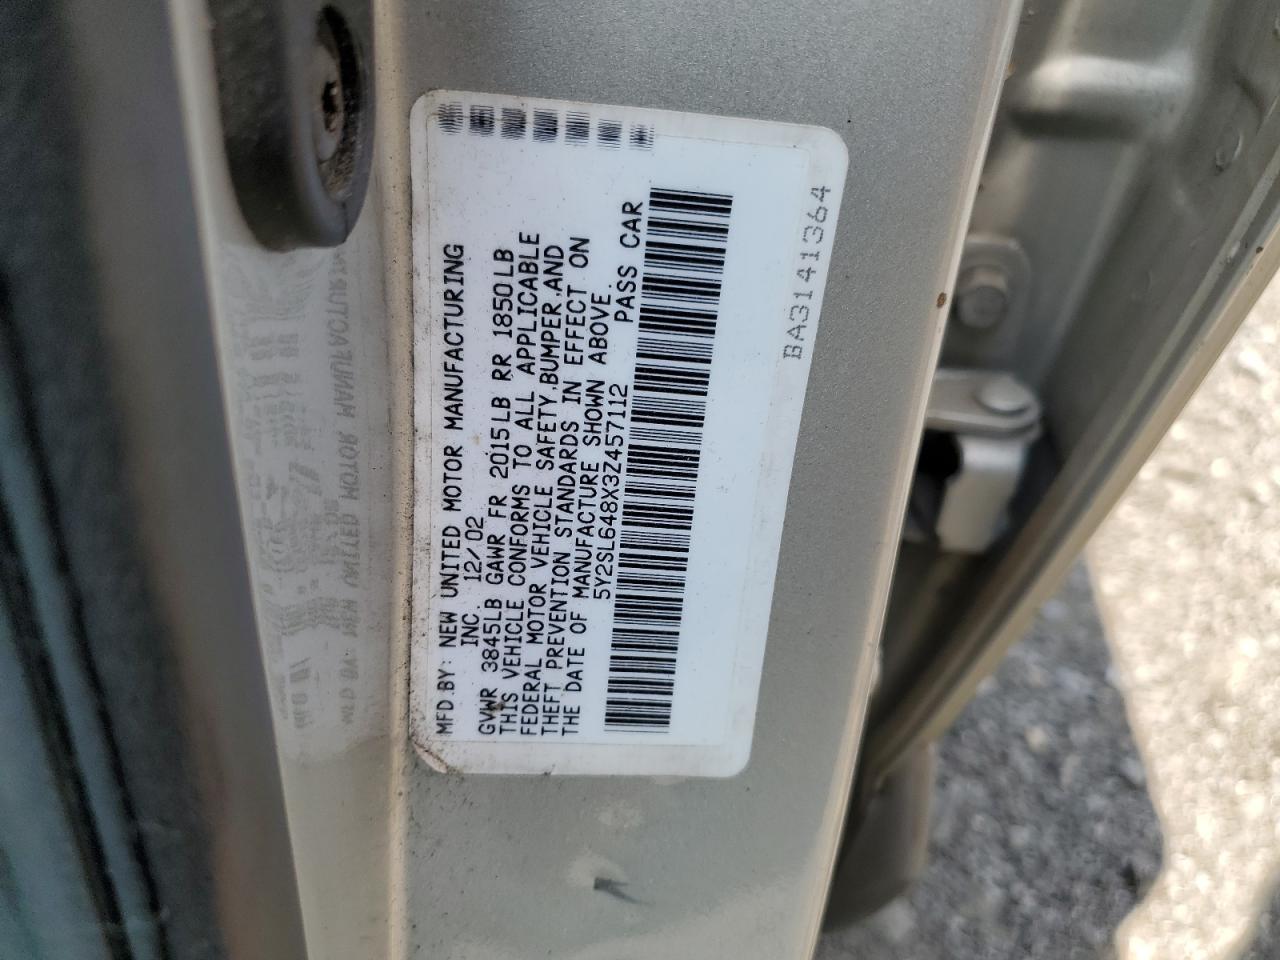 MFD.BY: NEW UNITED MOTOR MANUFACTURING
INC. 12/02
GVWR 3845LB GAWR FR 2015LB RR 1850LB
THIS VEHICLE CONFORMS TO ALL APPLICABLE
FEDERAL MOTOR VEHICLE SAFETY,BUMPER,AND
THEFT PREVENTION STANDARDS IN EFFECT ON
THE DATE OF MANUFACTURE SHOWN ABOVE.
5Y2SL648X3Z457112 PASS CAR
BA3141364